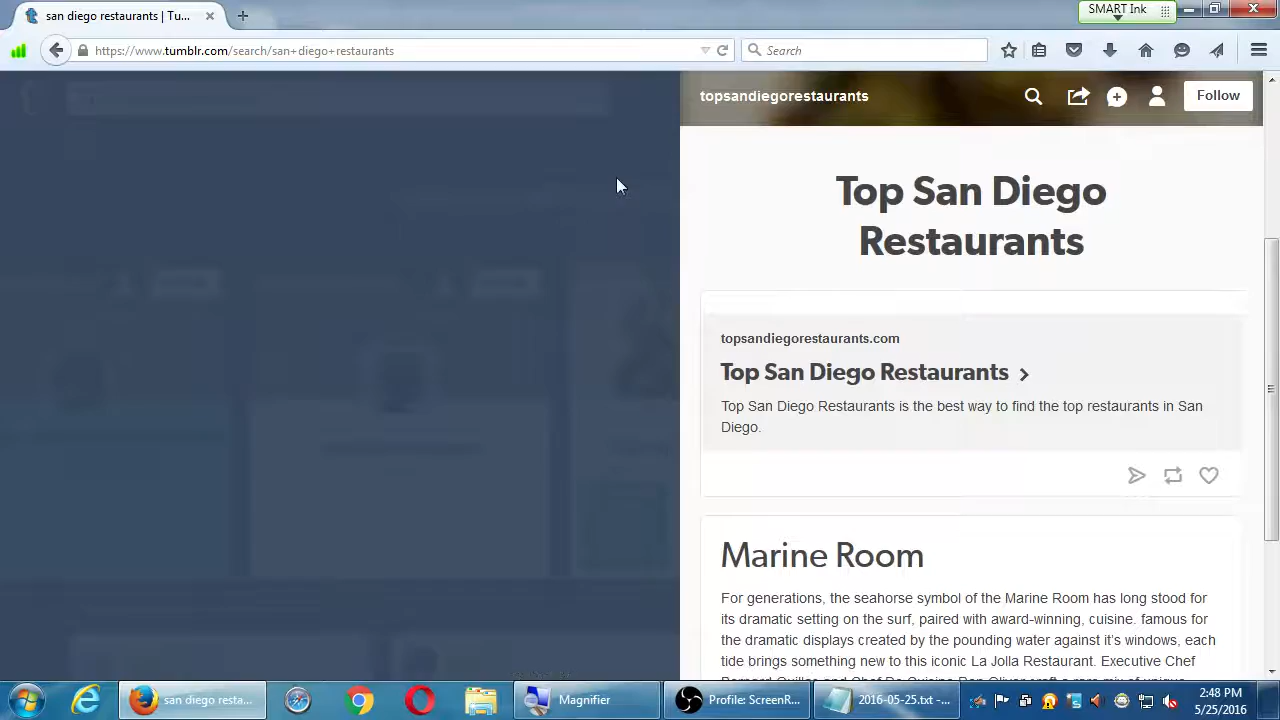 san diego restaurants | Tu...
SMART Ink
https://www.tumblr.com/search/san+diego+restaurants
Search
topsandiegorestaurants
Follow
Top San Diego
Restaurants
topsandiegorestaurants.com
Top San Diego Restaurants
Top San Diego Restaurants is the best way to find the top restaurants in San
Diego.
Marine Room
For generations, the seahorse symbol of the Marine Room has long stood for
its dramatic setting on the surf, paired with award-winning, cuisine. famous for
the dramatic displays created by the pounding water against it's windows, each
tide brings something new to this iconic La Jolla Restaurant. Executive Chef
san diego resta...
Magnifier
Profile: ScreenR...
2016-05-25.txt -...
2:48 PM
5/25/2016